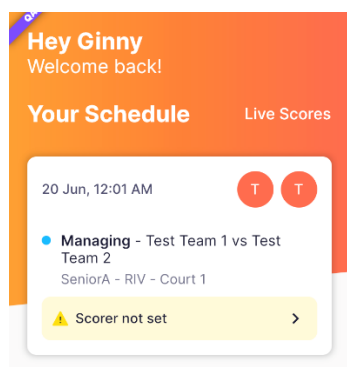 Hey Ginny
Welcome back!
Your Schedule
Live Scores
20 Jun, 12:01 AM
T
T
Managing - Test Team 1 vs Test
Team 2
SeniorA - RIV - Court 1
Scorer not set